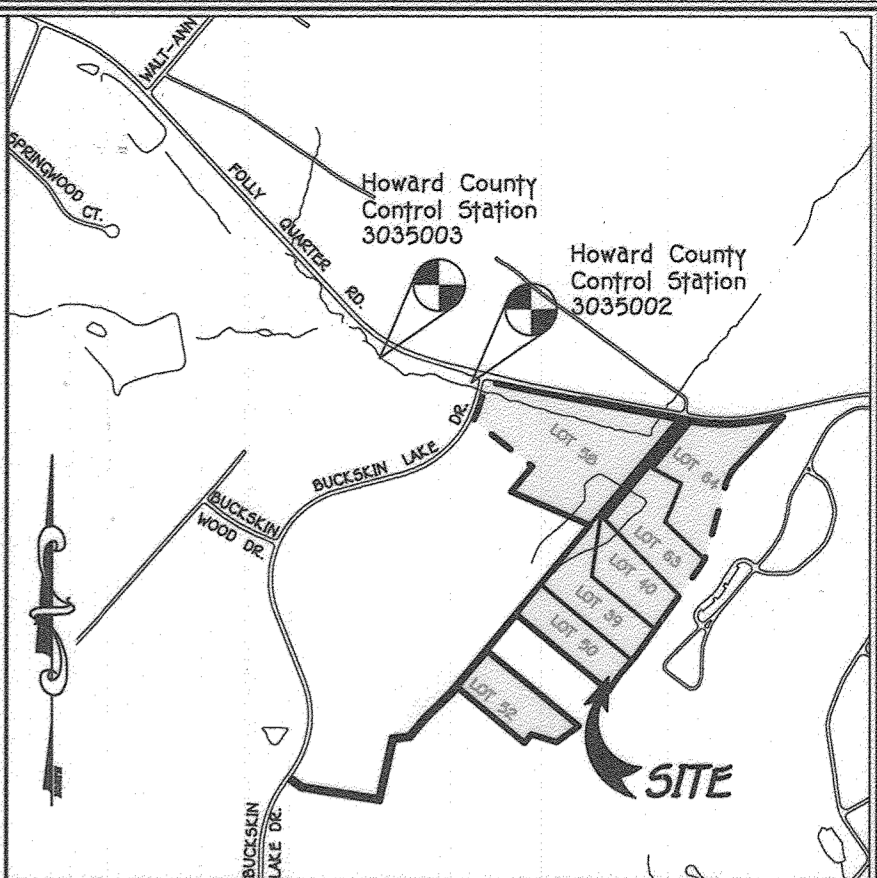 WALT-ANN
SPRINGWOOD CT.
FOLLY QUARTER RD.
Howard County
Control Station
3035003
Howard County
Control Station
3035002
BUCKSKIN LAKE DR.
BUCKSKIN
WOOD DR.
LOT 58
LOT 64
LOT 63
LOT 40
LOT 39
LOT 50
LOT 52
SITE
BUCKSKIN
LAKE DR.